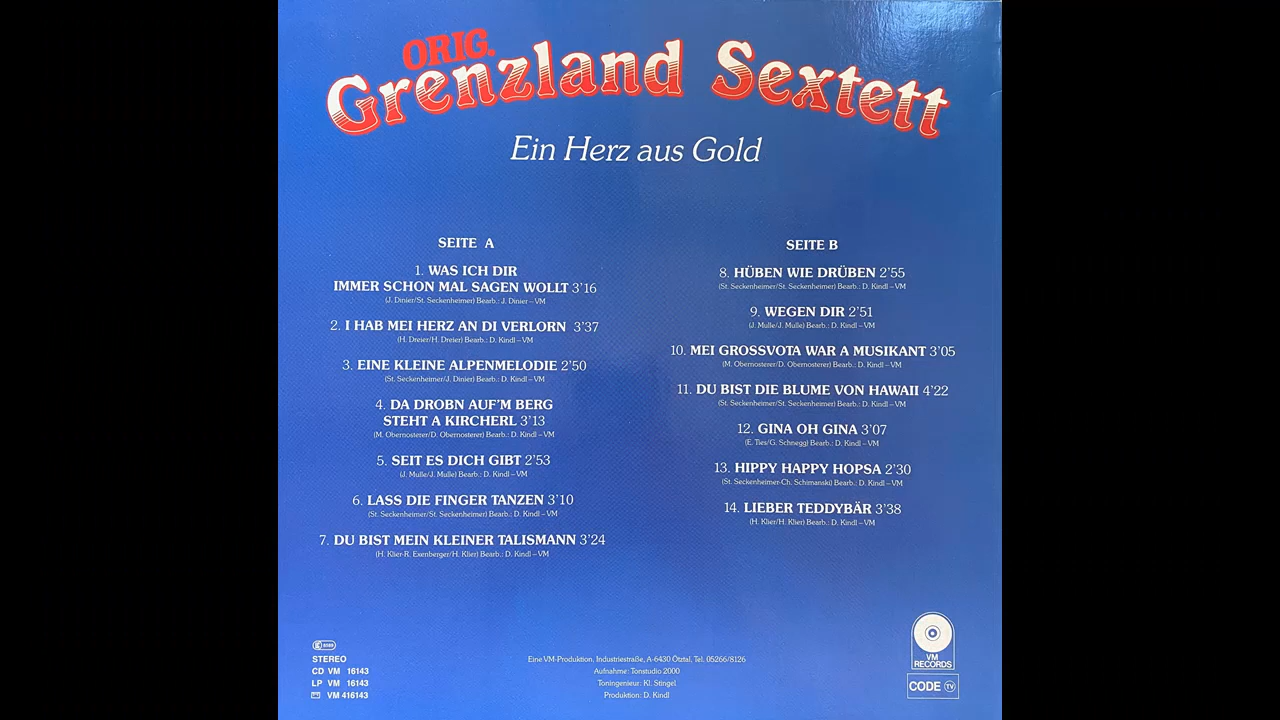 ORIG.
Grenzland Sextett
Ein Herz aus Gold
SEITE A
1. WAS ICH DIR
IMMER SCHON MAL SAGEN WOLLT 3'16
(J. Dinier/St. Seckenheimer) Bearb.: J. Dinier – VM
2. I HAB MEI HERZ AN DI VERLORN 3'37
(H. Dreier/H. Dreier) Bearb.: D. Kindl – VM
3. EINE KLEINE ALPENMELODIE 2'50
(St. Seckenheimer/J. Dinier) Bearb.: D. Kindl – VM
4. DA DROBN AUF'M BERG
STEHT A KIRCHERL 3'13
(M. Obernosterer/D. Obernosterer) Bearb.: D. Kindl – VM
5. SEIT ES DICH GIBT 2'53
(J. Mulle/J. Mulle) Bearb.: D. Kindl – VM
6. LASS DIE FINGER TANZEN 3'10
(St. Seckenheimer/St. Seckenheimer) Bearb.: D. Kindl – VM
7. DU BIST MEIN KLEINER TALISMANN 3'24
(H. Klier-R. Exenberger/H. Klier) Bearb.: D. Kindl – VM
SEITE B
8. HÜBEN WIE DRÜBEN 2'55
(St. Seckenheimer/St. Seckenheimer) Bearb.: D. Kindl – VM
9. WEGEN DIR 2'51
(J. Mulle/J. Mulle) Bearb.: D. Kindl – VM
10. MEI GROSSVOTA WAR A MUSIKANT 3'05
(M. Obernosterer/D. Obernosterer) Bearb.: D. Kindl – VM
11. DU BIST DIE BLUME VON HAWAII 4'22
(St. Seckenheimer/St. Seckenheimer) Bearb.: D. Kindl – VM
12. GINA OH GINA 3'07
(E. Ties/G. Schnegg) Bearb.: D. Kindl – VM
13. HIPPY HAPPY HOPSA 2'30
(St. Seckenheimer-Ch. Schimanski) Bearb.: D. Kindl – VM
14. LIEBER TEDDYBÄR 3'38
(H. Klier/H. Klier) Bearb.: D. Kindl – VM
STEREO
CD VM 16143
LP VM 16143
VM 416143
Eine VM-Produktion, Industriestraße, A-6430 Ötztal, Tel. 05266/8126
Aufnahme: Tonstudio 2000
Toningenieur: Kl. Stingel
Produktion: D. Kindl
VM
RECORDS
CODE TV